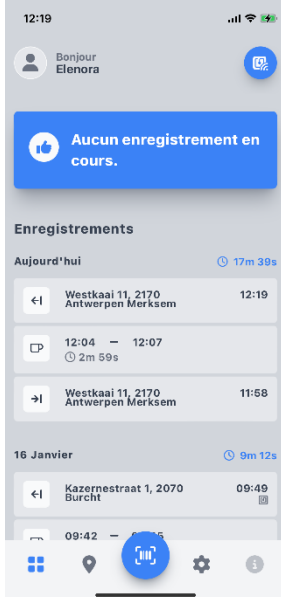 12:19
Bonjour
Elenora
Aucun enregistrement en
cours.
Enregistrements
Aujourd'hui 17m 39s
Westkaai 11, 2170 12:19
Antwerpen Merksem
12:04 — 12:07
2m 59s
Westkaai 11, 2170 11:58
Antwerpen Merksem
16 Janvier 9m 12s
Kazernestraat 1, 2070 09:49
Burcht
09:42 —